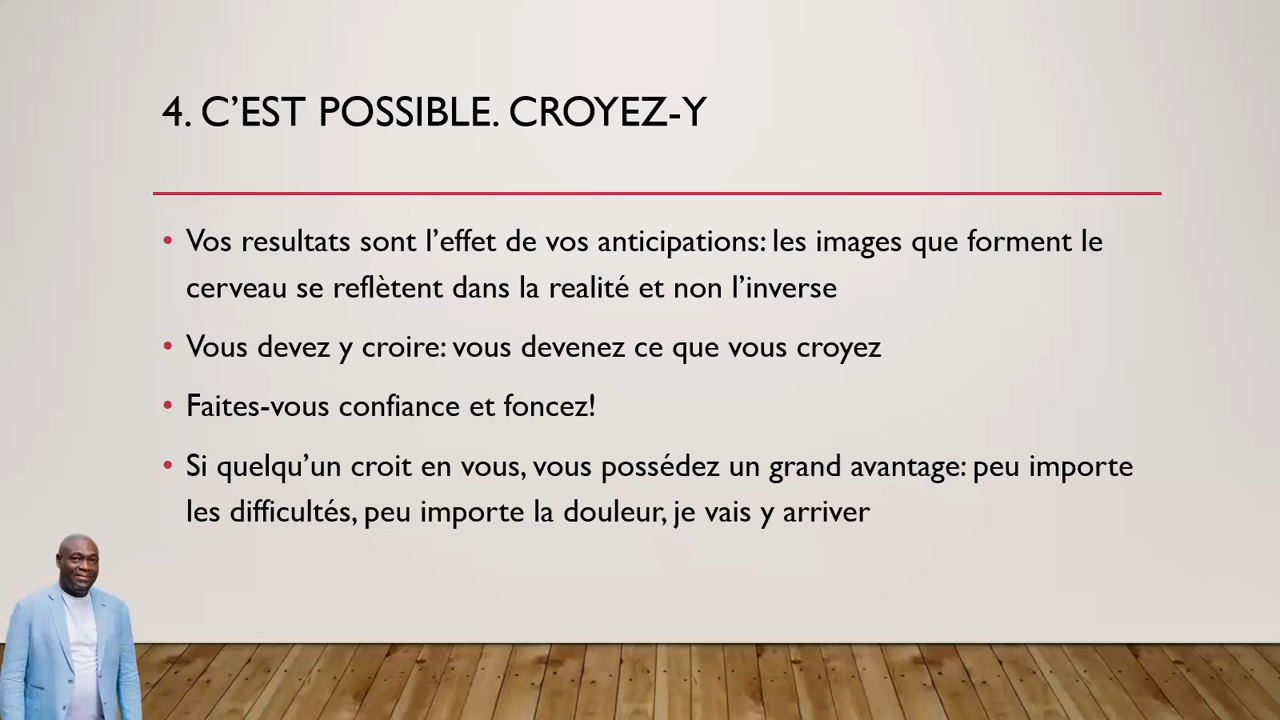 4. C’EST POSSIBLE. CROYEZ-Y
• Vos resultats sont l’effet de vos anticipations: les images que forment le
cerveau se reflètent dans la realité et non l’inverse
• Vous devez y croire: vous devenez ce que vous croyez
• Faites-vous confiance et foncez!
• Si quelqu’un croit en vous, vous possédez un grand avantage: peu importe
les difficultés, peu importe la douleur, je vais y arriver